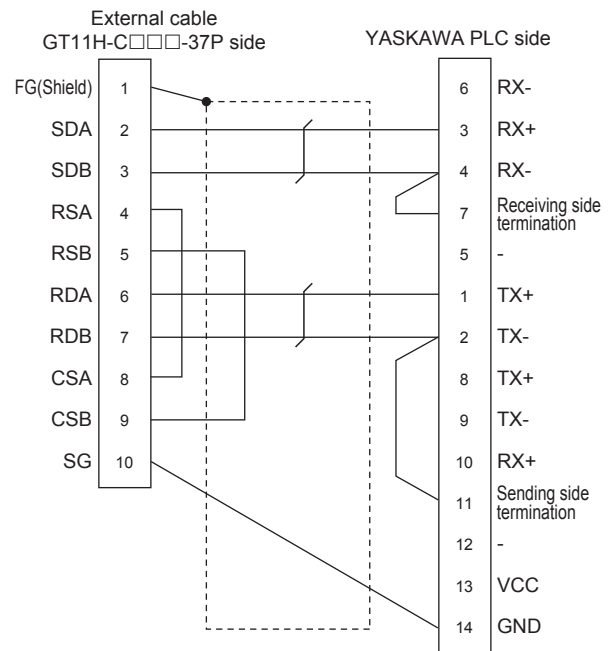 External cable
GT11H-C□□□-37P side
YASKAWA PLC side
FG(Shield) 1
SDA 2
SDB 3
RSA 4
RSB 5
RDA 6
RDB 7
CSA 8
CSB 9
SG 10
6 RX-
3 RX+
4 RX-
7 Receiving side
termination
5 -
1 TX+
2 TX-
8 TX+
9 TX-
10 RX+
11 Sending side
termination
12 -
13 VCC
14 GND